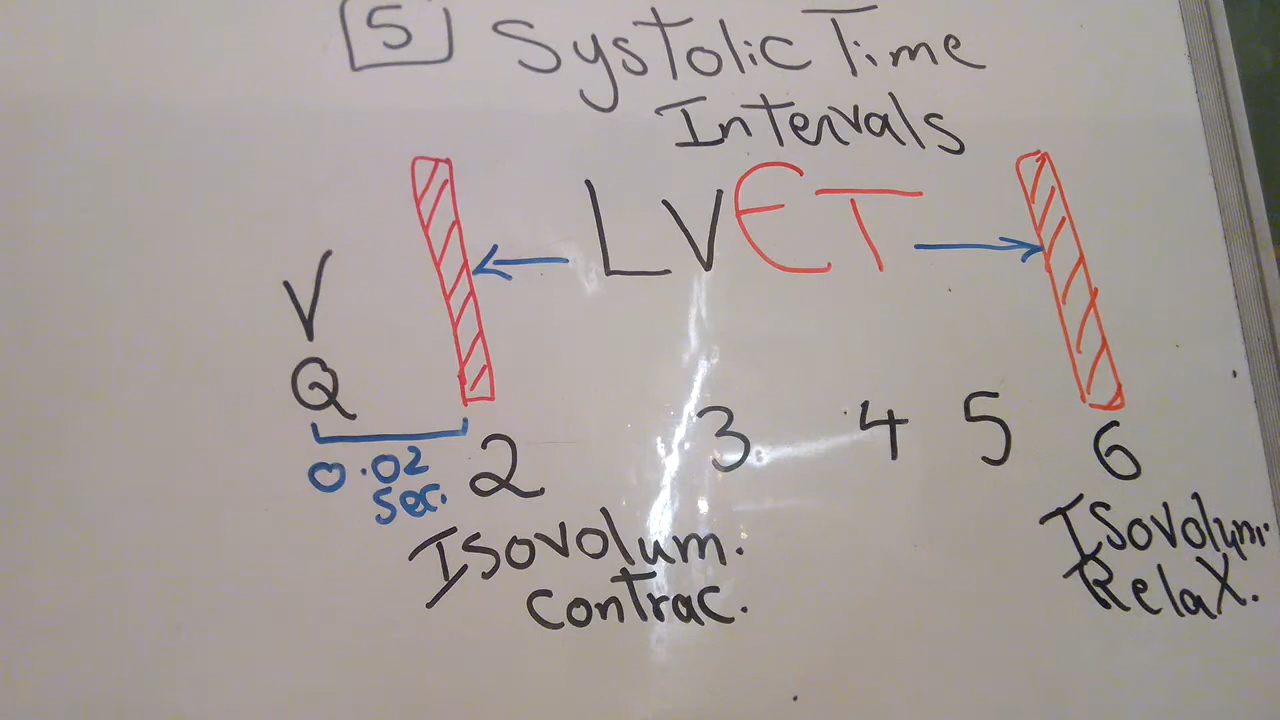 5 Systolic Time
Intervals
LVET
V
Q
0.02
sec.
2 3 4 5 6
Isovolum.
contrac.
Isovolum.
Relax.